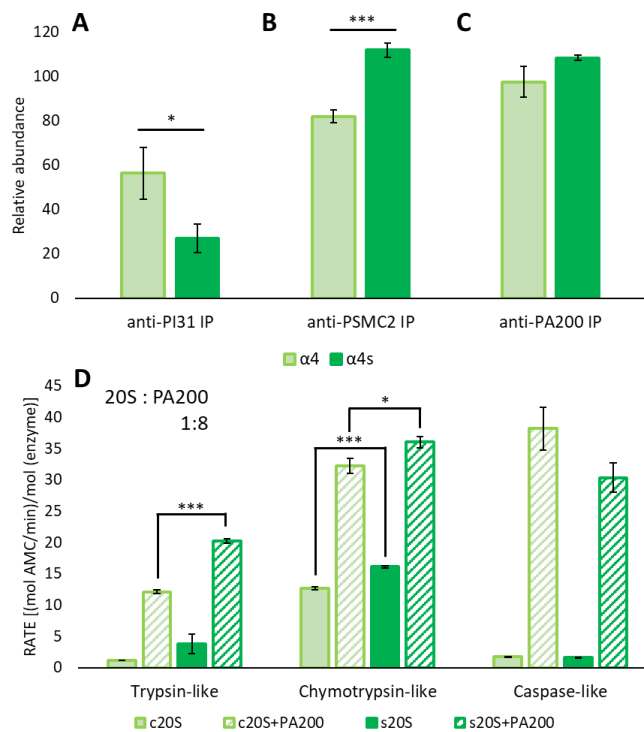 A
B
C
***
*
120
100
80
60
40
20
0
Relative abundance
anti-PI31 IP
anti-PSMC2 IP
anti-PA200 IP
α4
α4s
D
20S : PA200
1:8
45
40
35
30
25
20
15
10
5
0
RATE [(mol AMC/min)/mol (enzyme)]
***
***
*
Trypsin-like
Chymotrypsin-like
Caspase-like
c20S
c20S+PA200
s20S
s20S+PA200